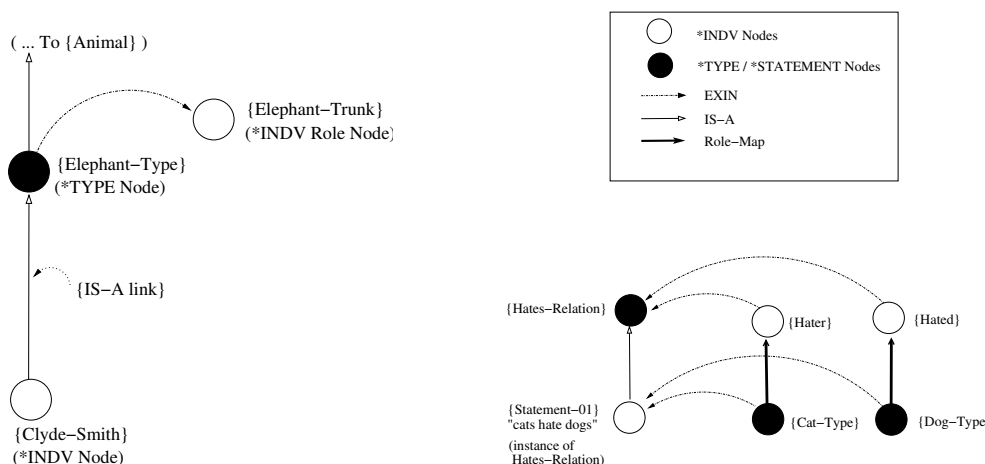 ( ... To {Animal} )
{Elephant−Trunk}
(*INDV Role Node)
{Elephant−Type}
(*TYPE Node)
{IS−A link}
{Clyde−Smith}
(*INDV Node)
*INDV Nodes
*TYPE / *STATEMENT Nodes
EXIN
IS−A
Role−Map
{Hates−Relation}
{Hater}
{Hated}
{Statement−01}
"cats hate dogs"
(instance of
Hates−Relation)
{Cat−Type}
{Dog−Type